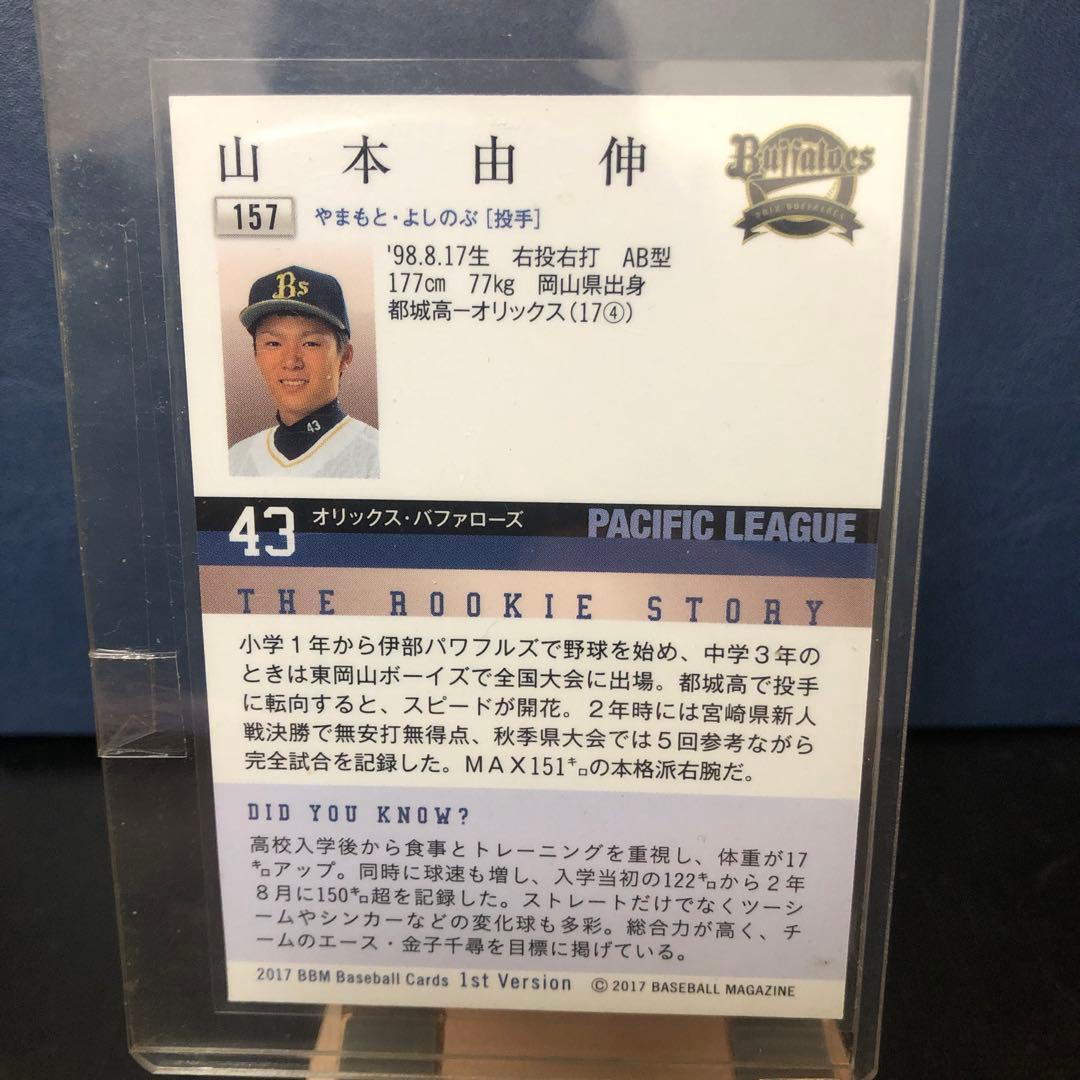 山本由伸
Buffaloes
ORIX BUFFALOES
157 やまもと・よしのぶ[投手]
'98.8.17生 右投右打 AB型
177cm 77kg 岡山県出身
都城高ーオリックス(17④)
Bs
43
43 オリックス・バファローズ PACIFIC LEAGUE
THE ROOKIE STORY
小学1年から伊部パワフルズで野球を始め、中学3年の
ときは東岡山ボーイズで全国大会に出場。都城高で投手
に転向すると、スピードが開花。2年時には宮崎県新人
戦決勝で無安打無得点、秋季県大会では5回参考ながら
完全試合を記録した。MAX151㌔の本格派右腕だ。
DID YOU KNOW?
高校入学後から食事とトレーニングを重視し、体重が17
㌔アップ。同時に球速も増し、入学当初の122㌔から2年
8月に150㌔超を記録した。ストレートだけでなくツー
シームやシンカーなどの変化球も多彩。総合力が高く、チ
ームのエース・金子千尋を目標に掲げている。
2017 BBM Baseball Cards 1st Version ©2017 BASEBALL MAGAZINE